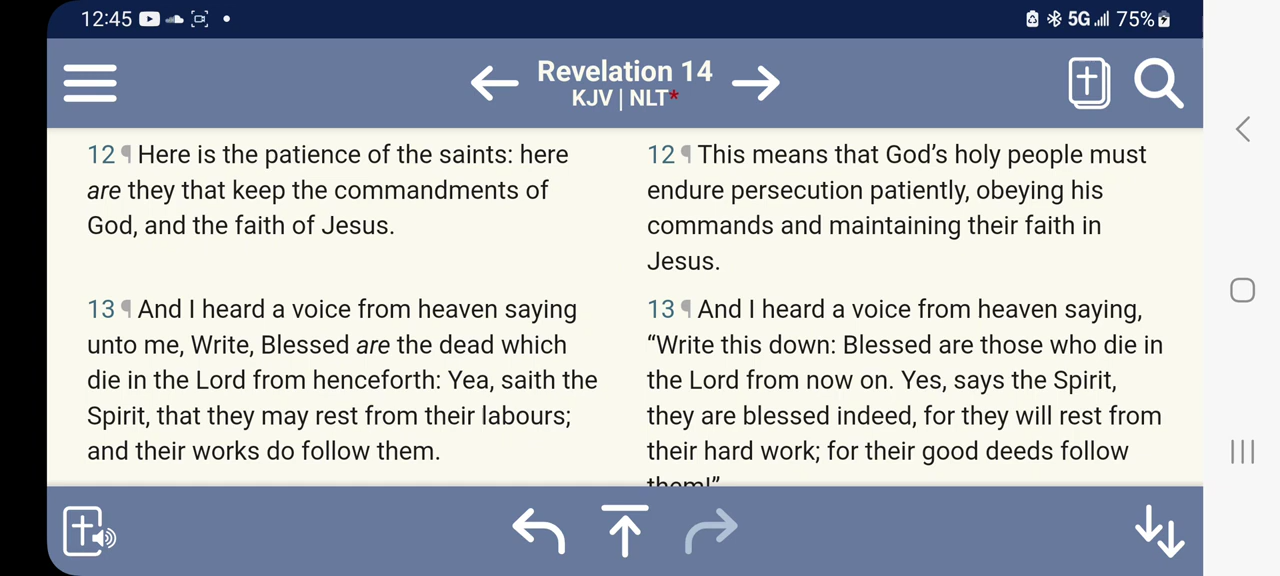 12:45
5G 75%
Revelation 14
KJV | NLT*
12 ¶ Here is the patience of the saints: here
are they that keep the commandments of
God, and the faith of Jesus.
13 ¶ And I heard a voice from heaven saying
unto me, Write, Blessed are the dead which
die in the Lord from henceforth: Yea, saith the
Spirit, that they may rest from their labours;
and their works do follow them.
12 ¶ This means that God’s holy people must
endure persecution patiently, obeying his
commands and maintaining their faith in
Jesus.
13 ¶ And I heard a voice from heaven saying,
“Write this down: Blessed are those who die in
the Lord from now on. Yes, says the Spirit,
they are blessed indeed, for they will rest from
their hard work; for their good deeds follow
them!”